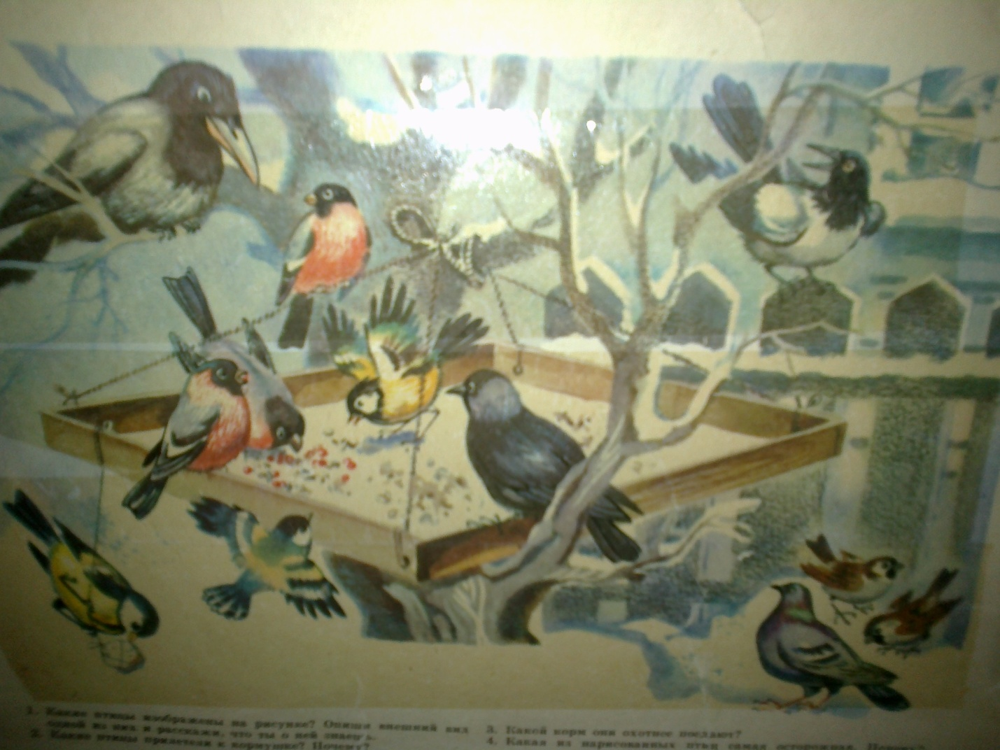 1. Какие птицы изображены на рисунке? Опиши внешний вид
одной из них и расскажи, что ты о ней знаешь.
2. Какие птицы прилетели к кормушке? Почему?
3. Какой корм они охотнее поедают?
4. Какая из нарисованных птиц самая осторожная? Почему?